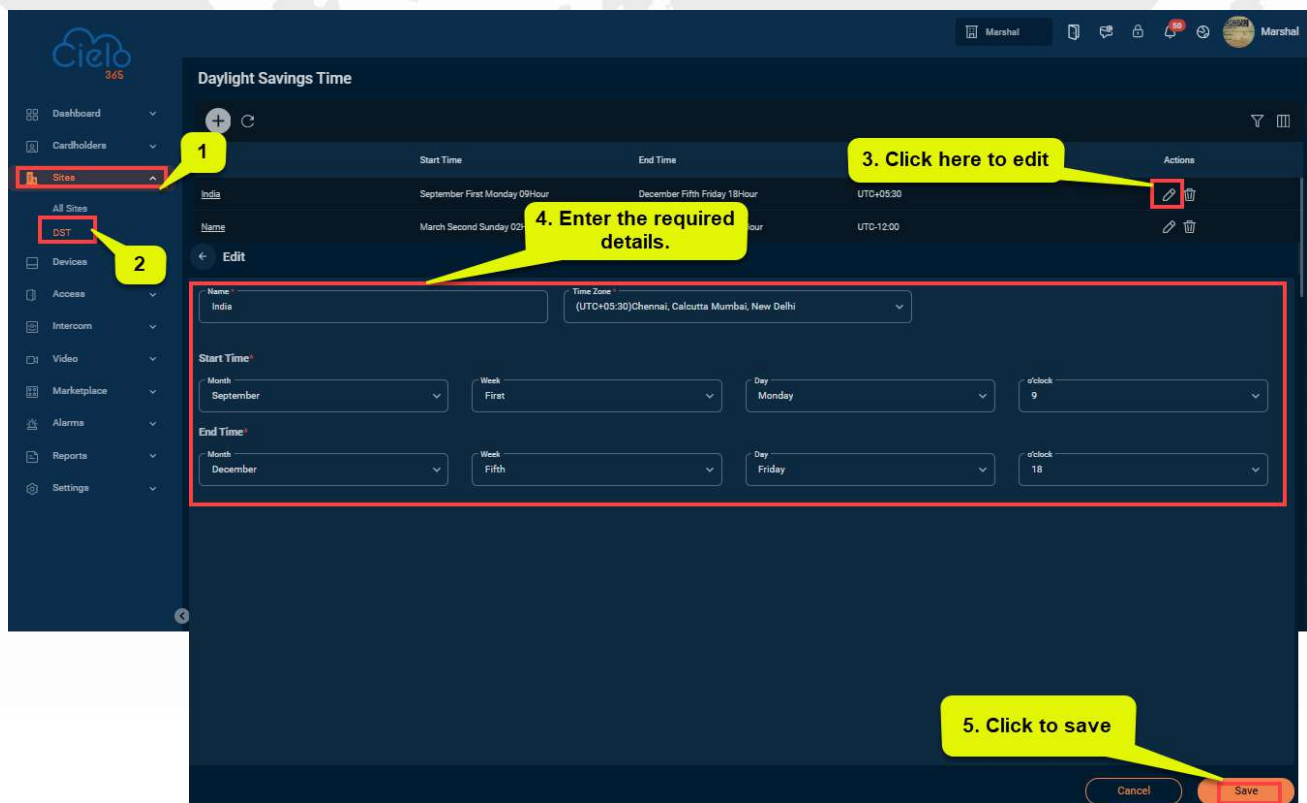 Cielo
365
Marshal
50
Marshal
Daylight Savings Time
Dashboard
Cardholders
Sites
All Sites
DST
Devices
Access
Intercom
Video
Marketplace
Alarms
Reports
Settings
1
2
Start Time
End Time
Actions
3. Click here to edit
India
September First Monday 09Hour
December Fifth Friday 18Hour
UTC+05:30
Name
March Second Sunday 02H
our
UTC-12:00
4. Enter the required
details.
Edit
Name *
India
Time Zone *
(UTC+05:30)Chennai, Calcutta Mumbai, New Delhi
Start Time*
Month
September
Week
First
Day
Monday
o'clock
9
End Time*
Month
December
Week
Fifth
Day
Friday
o'clock
18
5. Click to save
Cancel
Save